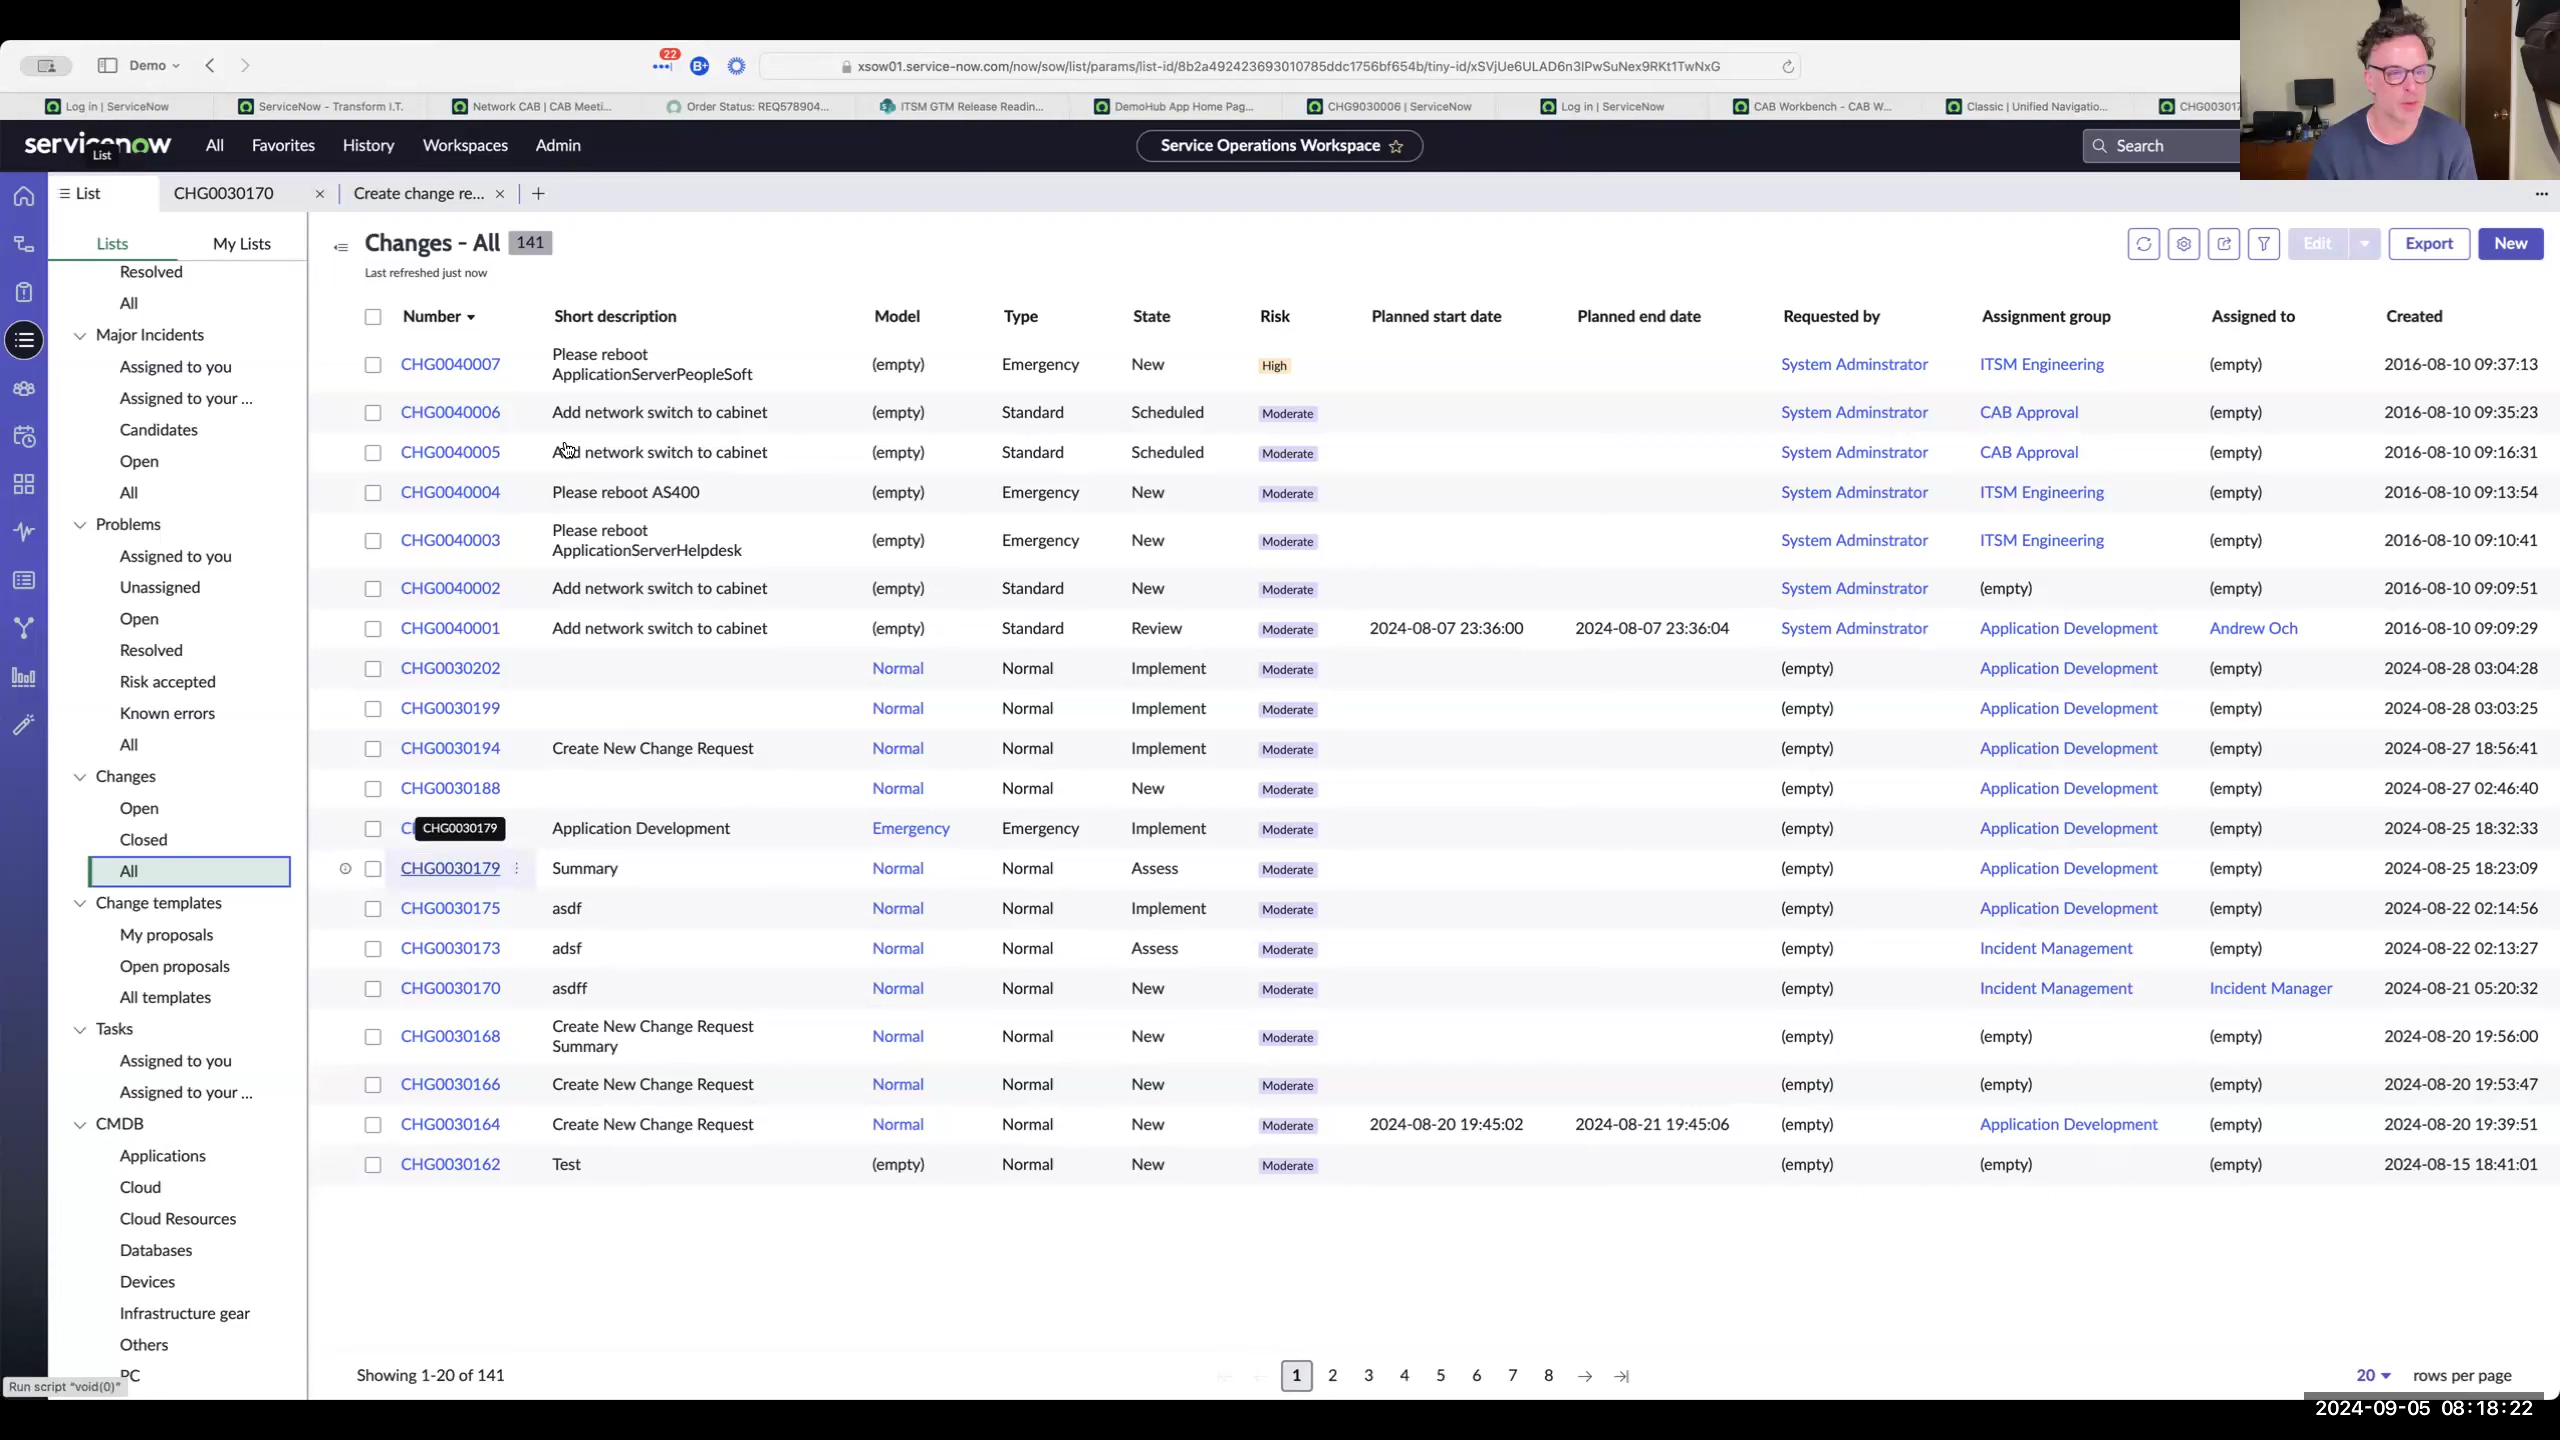 Demo
22
B+
xsow01.service-now.com/now/sow/list/params/list-id/8b2a492423693010785ddc1756bf654b/tiny-id/xSVjUe6ULAD6n3lPwSuNex9RKt1TwNxG
Log in | ServiceNow
ServiceNow - Transform I.T.
Network CAB | CAB Meeti...
Order Status: REQ578904...
ITSM GTM Release Readin...
DemoHub App Home Pag...
CHG9030006 | ServiceNow
Log in | ServiceNow
CAB Workbench - CAB W...
Classic | Unified Navigatio...
CHG003017
servicenow
List
All
Favorites
History
Workspaces
Admin
Service Operations Workspace
Search
List
CHG0030170
Create change re...
Lists
My Lists
Resolved
All
Major Incidents
Assigned to you
Assigned to your ...
Candidates
Open
All
Problems
Assigned to you
Unassigned
Open
Resolved
Risk accepted
Known errors
All
Changes
Open
Closed
All
Change templates
My proposals
Open proposals
All templates
Tasks
Assigned to you
Assigned to your ...
CMDB
Applications
Cloud
Cloud Resources
Databases
Devices
Infrastructure gear
Others
PC
Run script "void(0)"
Changes - All 141
Last refreshed just now
Edit
Export
New
Number Short description Model Type State Risk Planned start date Planned end date Requested by Assignment group Assigned to Created
CHG0040007 Please reboot ApplicationServerPeopleSoft (empty) Emergency New High System Adminstrator ITSM Engineering (empty) 2016-08-10 09:37:13
CHG0040006 Add network switch to cabinet (empty) Standard Scheduled Moderate System Adminstrator CAB Approval (empty) 2016-08-10 09:35:23
CHG0040005 Add network switch to cabinet (empty) Standard Scheduled Moderate System Adminstrator CAB Approval (empty) 2016-08-10 09:16:31
CHG0040004 Please reboot AS400 (empty) Emergency New Moderate System Adminstrator ITSM Engineering (empty) 2016-08-10 09:13:54
CHG0040003 Please reboot ApplicationServerHelpdesk (empty) Emergency New Moderate System Adminstrator ITSM Engineering (empty) 2016-08-10 09:10:41
CHG0040002 Add network switch to cabinet (empty) Standard New Moderate System Adminstrator (empty) (empty) 2016-08-10 09:09:51
CHG0040001 Add network switch to cabinet (empty) Standard Review Moderate 2024-08-07 23:36:00 2024-08-07 23:36:04 System Adminstrator Application Development Andrew Och 2016-08-10 09:09:29
CHG0030202 Normal Normal Implement Moderate (empty) Application Development (empty) 2024-08-28 03:04:28
CHG0030199 Normal Normal Implement Moderate (empty) Application Development (empty) 2024-08-28 03:03:25
CHG0030194 Create New Change Request Normal Normal Implement Moderate (empty) Application Development (empty) 2024-08-27 18:56:41
CHG0030188 Normal Normal New Moderate (empty) Application Development (empty) 2024-08-27 02:46:40
CHG0030179 Application Development Emergency Emergency Implement Moderate (empty) Application Development (empty) 2024-08-25 18:32:33
CHG0030179 Summary Normal Normal Assess Moderate (empty) Application Development (empty) 2024-08-25 18:23:09
CHG0030175 asdf Normal Normal Implement Moderate (empty) Application Development (empty) 2024-08-22 02:14:56
CHG0030173 adsf Normal Normal Assess Moderate (empty) Incident Management (empty) 2024-08-22 02:13:27
CHG0030170 asdff Normal Normal New Moderate (empty) Incident Management Incident Manager 2024-08-21 05:20:32
CHG0030168 Create New Change Request Summary Normal Normal New Moderate (empty) (empty) (empty) 2024-08-20 19:56:00
CHG0030166 Create New Change Request Normal Normal New Moderate (empty) (empty) (empty) 2024-08-20 19:53:47
CHG0030164 Create New Change Request Normal Normal New Moderate 2024-08-20 19:45:02 2024-08-21 19:45:06 (empty) Application Development (empty) 2024-08-20 19:39:51
CHG0030162 Test (empty) Normal New Moderate (empty) (empty) (empty) 2024-08-15 18:41:01
Showing 1-20 of 141
1 2 3 4 5 6 7 8
20 rows per page
2024-09-05 08:18:22